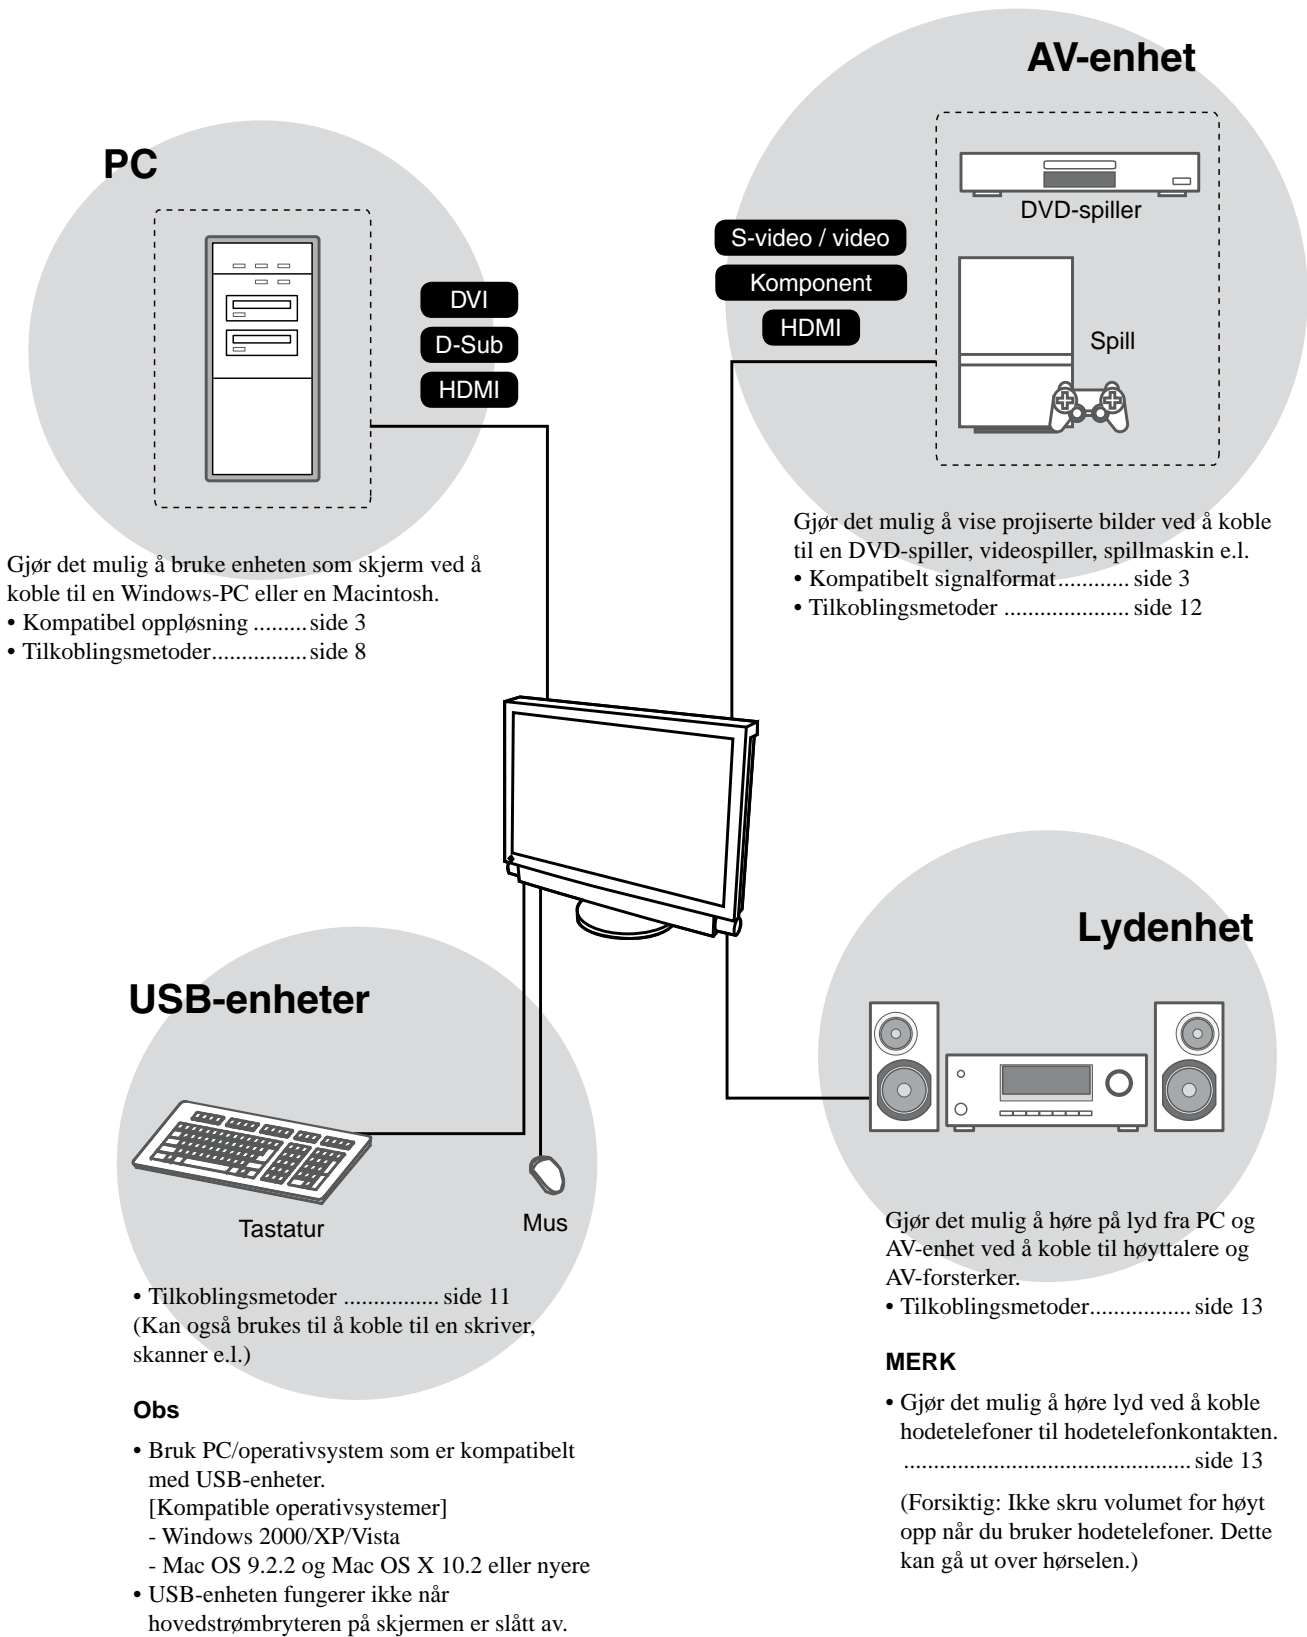 PC
DVI
D-Sub
HDMI
Gjør det mulig å bruke enheten som skjerm ved å
koble til en Windows-PC eller en Macintosh.
• Kompatibel oppløsning .........side 3
• Tilkoblingsmetoder................side 8
AV-enhet
DVD-spiller
S-video / video
Komponent
HDMI
Spill
Gjør det mulig å vise projiserte bilder ved å koble
til en DVD-spiller, videospiller, spillmaskin e.l.
• Kompatibelt signalformat............ side 3
• Tilkoblingsmetoder ..................... side 12
USB-enheter
Tastatur
Mus
• Tilkoblingsmetoder ................ side 11
(Kan også brukes til å koble til en skriver,
skanner e.l.)
Obs
• Bruk PC/operativsystem som er kompatibelt
med USB-enheter.
[Kompatible operativsystemer]
- Windows 2000/XP/Vista
- Mac OS 9.2.2 og Mac OS X 10.2 eller nyere
• USB-enheten fungerer ikke når
hovedstrømbryteren på skjermen er slått av.
Lydenhet
Gjør det mulig å høre på lyd fra PC og
AV-enhet ved å koble til høyttalere og
AV-forsterker.
• Tilkoblingsmetoder................. side 13
MERK
• Gjør det mulig å høre lyd ved å koble
hodetelefoner til hodetelefonkontakten.
................................................ side 13
(Forsiktig: Ikke skru volumet for høyt
opp når du bruker hodetelefoner. Dette
kan gå ut over hørselen.)